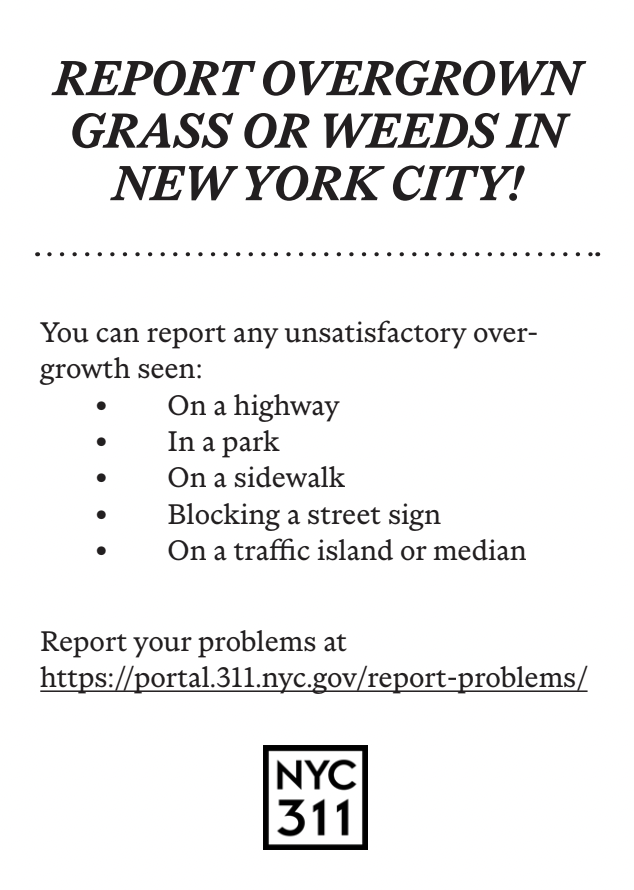 REPORT OVERGROWN
GRASS OR WEEDS IN
NEW YORK CITY!
You can report any unsatisfactory over-
growth seen:
• On a highway
• In a park
• On a sidewalk
• Blocking a street sign
• On a traffic island or median
Report your problems at
https://portal.311.nyc.gov/report-problems/
NYC
311